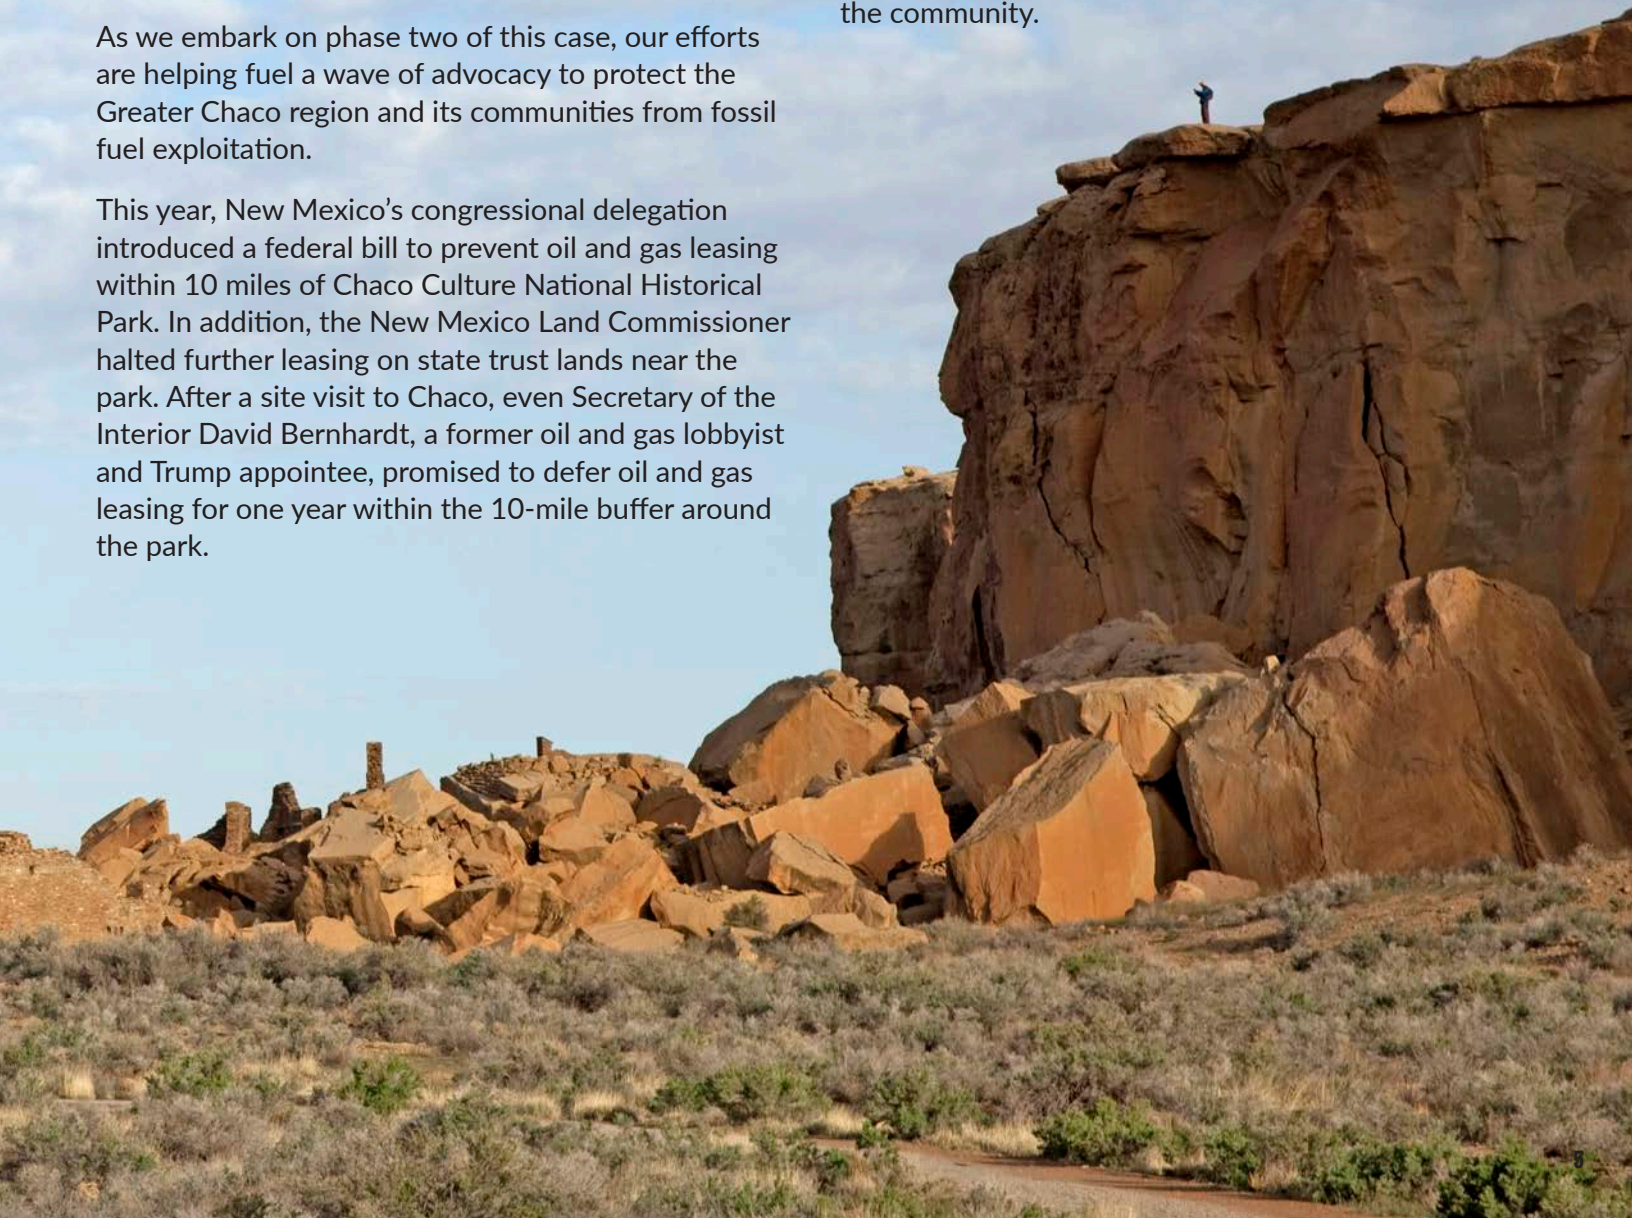 As we embark on phase two of this case, our efforts
are helping fuel a wave of advocacy to protect the
Greater Chaco region and its communities from fossil
fuel exploitation.
This year, New Mexico’s congressional delegation
introduced a federal bill to prevent oil and gas leasing
within 10 miles of Chaco Culture National Historical
Park. In addition, the New Mexico Land Commissioner
halted further leasing on state trust lands near the
park. After a site visit to Chaco, even Secretary of the
Interior David Bernhardt, a former oil and gas lobbyist
and Trump appointee, promised to defer oil and gas
leasing for one year within the 10-mile buffer around
the park.
the community.